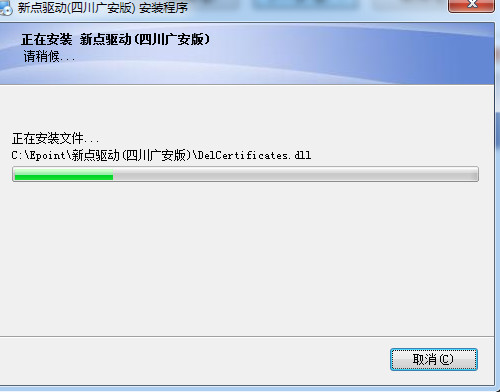 新点驱动(四川广安版) 安装程序
正在安装 新点驱动(四川广安版)
请稍候...
正在安装文件...
C:\Epoint\新点驱动(四川广安版)\DelCertificates.dll
取消(C)